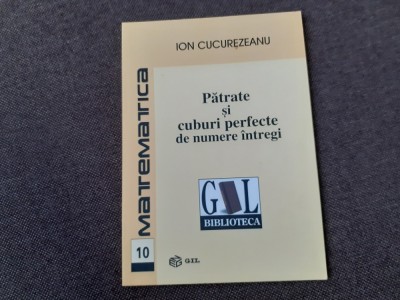 ION CUCUREZEANU
Pătrate
și
cuburi perfecte
de numere întregi
GIL
BIBLIOTECA
MATEMATICA
10
GIL